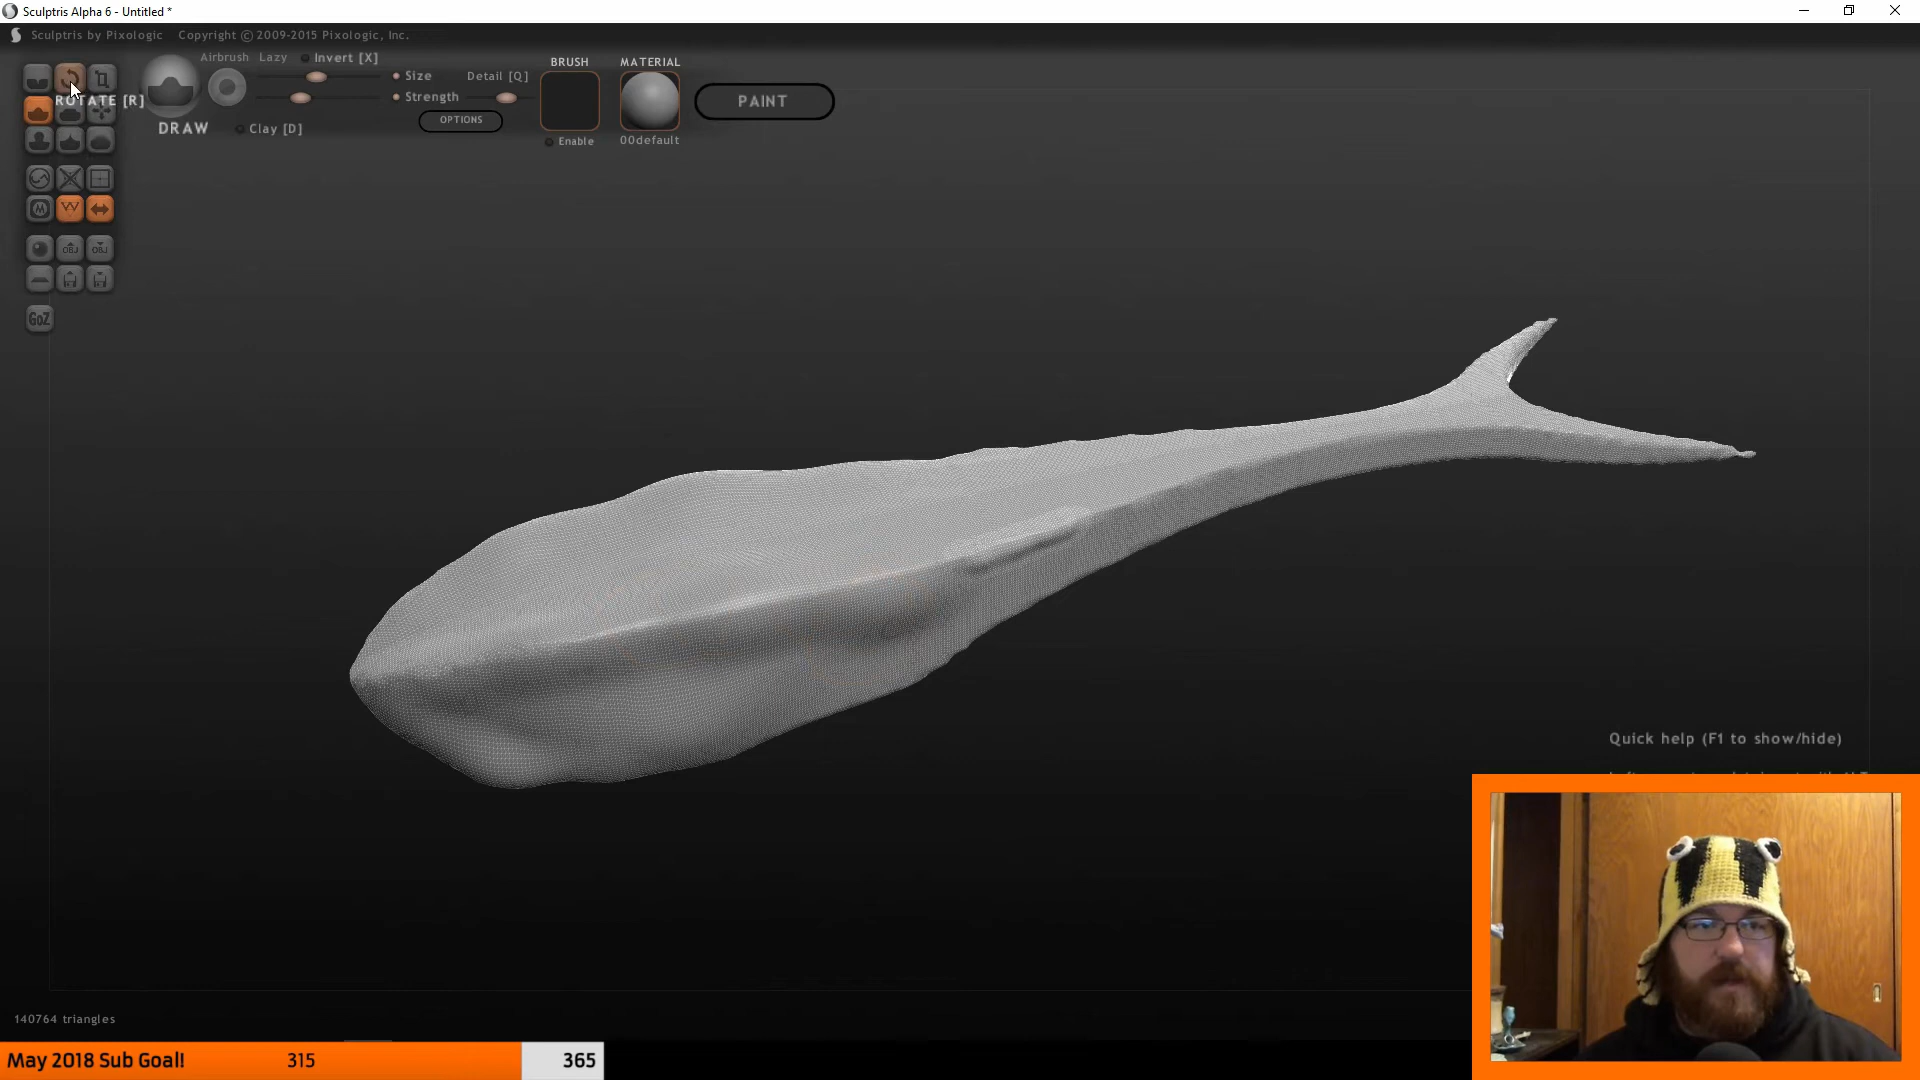 Sculptris Alpha 6 - Untitled *
Sculptris by Pixologic Copyright © 2009-2015 Pixologic, Inc.
Airbrush Lazy Invert [X]
Size Detail [Q]
Strength
OPTIONS
ROTATE [R]
DRAW
Clay [D]
BRUSH
Enable
MATERIAL
00default
PAINT
M
OBJ OBJ
GoZ
Quick help (F1 to show/hide)
140764 triangles
May 2018 Sub Goal! 315 365